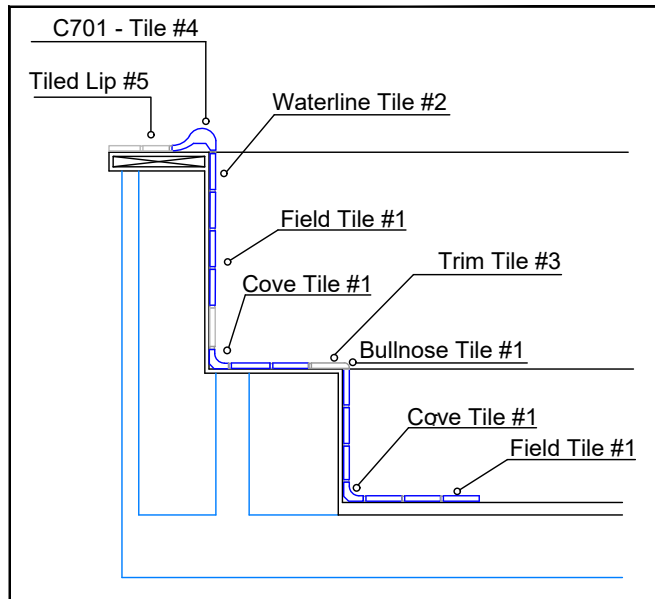 C701 - Tile #4
Tiled Lip #5
Waterline Tile #2
Field Tile #1
Trim Tile #3
Cove Tile #1
Bullnose Tile #1
Cove Tile #1
Field Tile #1